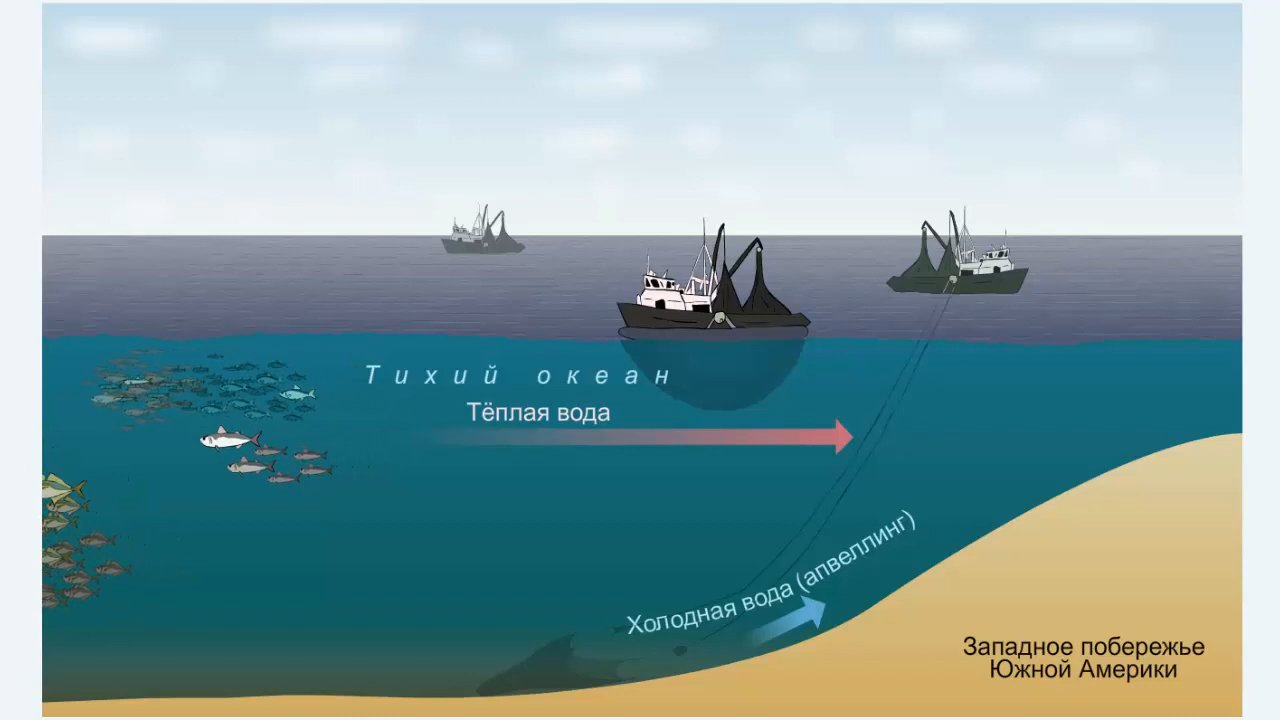 Тихий океан
Тёплая вода
Холодная вода (апвеллинг)
Западное побережье
Южной Америки